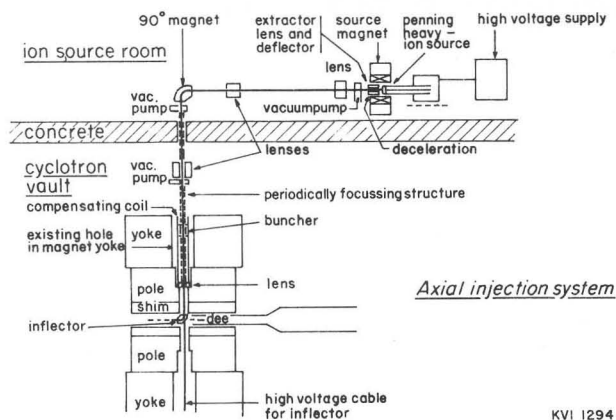 90° magnet
extractor
lens and deflector
source
magnet
penning
heavy –
ion source
high voltage supply
ion source room
lens
vac.
pump
vacuumpump
deceleration
concrete
lenses
cyclotron
vault
vac.
pump
periodically focussing structure
compensating coil
buncher
existing hole
in magnet yoke
yoke
pole
lens
shim
Axial injection system
inflector
dee
pole
yoke
high voltage cable
for inflector
KVI 1294